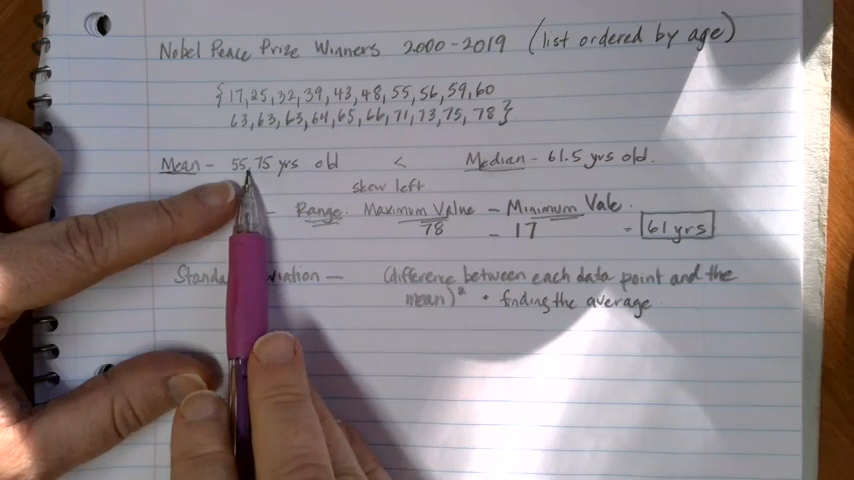 Nobel Peace Prize Winners 2000-2019 (list ordered by age)
{17,25,32,39,43,48,55,56,59,60
63,63,63,64,65,66,71,73,75,78}
Mean - 55.75 yrs old < Median - 61.5 yrs old.
skew left
- Range: Maximum Value - Minimum Vale.
78 - 17 = 61 yrs
Standa viation - (difference between each data point and the
mean)² • finding the average.